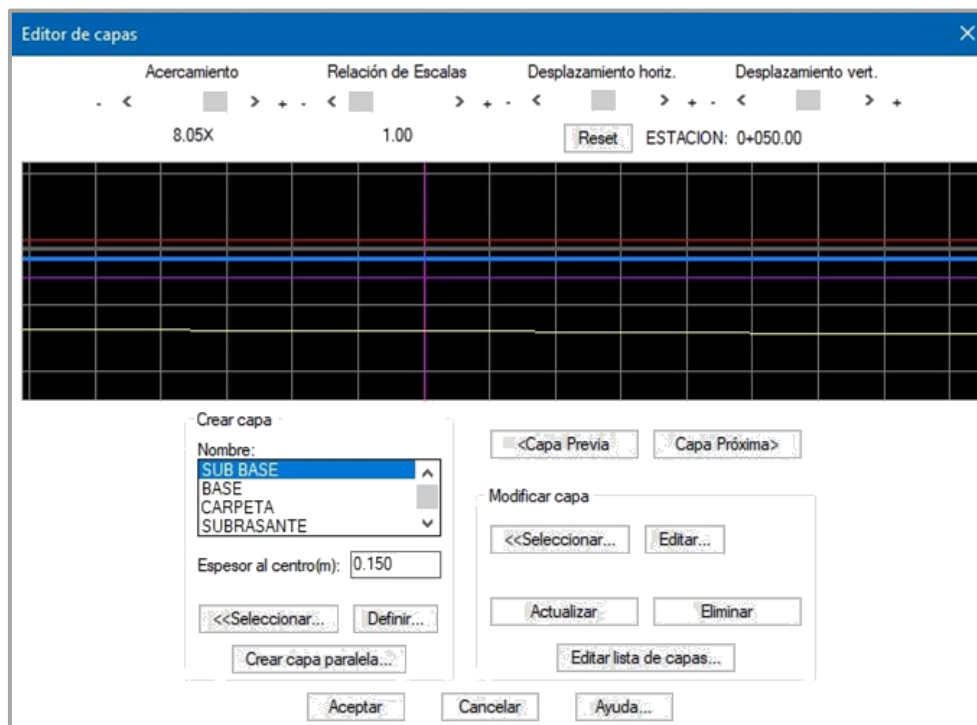 Editor de capas
Acercamiento Relación de Escalas Desplazamiento horiz. Desplazamiento vert.
- < > + - < > + - < > + - < > +
8.05X 1.00 Reset ESTACION: 0+050.00
Crear capa
Nombre:
SUB BASE
BASE
CARPETA
SUBRASANTE
Espesor al centro(m): 0.150
<<Seleccionar... Definir...
Crear capa paralela...
<Capa Previa Capa Próxima>
Modificar capa
<<Seleccionar... Editar...
Actualizar Eliminar
Editar lista de capas...
Aceptar Cancelar Ayuda...